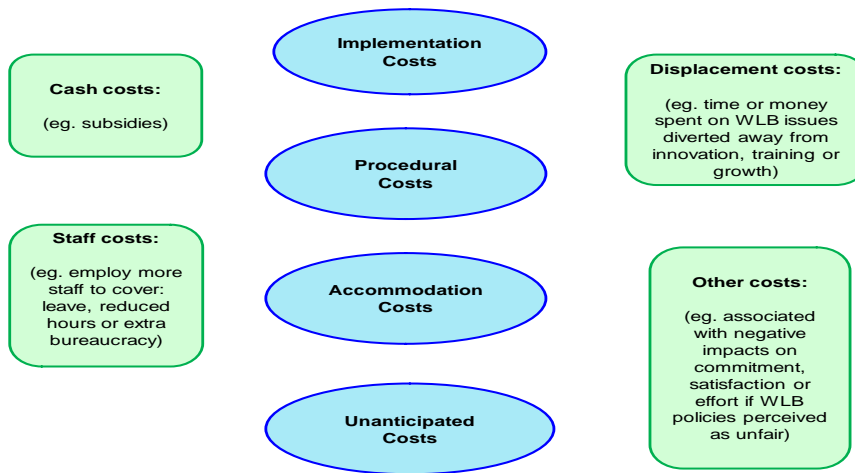 Implementation
Costs
Cash costs:
(eg. subsidies)
Displacement costs:
(eg. time or money
spent on WLB issues
diverted away from
innovation, training or
growth)
Procedural
Costs
Staff costs:
(eg. employ more
staff to cover:
leave, reduced
hours or extra
bureaucracy)
Accommodation
Costs
Other costs:
(eg. associated
with negative
impacts on
commitment,
satisfaction or
effort if WLB
policies perceived
as unfair)
Unanticipated
Costs